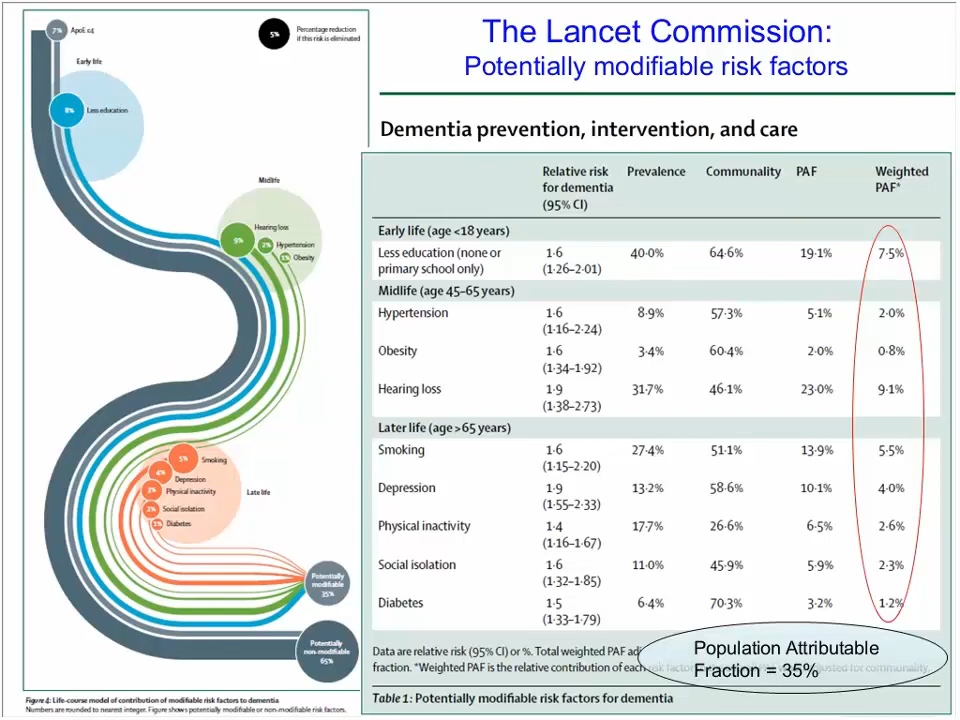 The Lancet Commission:
Potentially modifiable risk factors
7% ApoE ε4
5% Percentage reduction
if this risk is eliminated
Early life
8% Less education
Midlife
Hearing loss
9% 2% Hypertension
1% Obesity
5% Smoking
4% Depression
3% Physical inactivity
Late life
2% Social isolation
1% Diabetes
Potentially
modifiable
35%
Potentially
non-modifiable
65%
Figure 4: Life-course model of contribution of modifiable risk factors to dementia
Numbers are rounded to nearest integer. Figure shows potentially modifiable or non-modifiable risk factors.
Dementia prevention, intervention, and care
Relative risk Prevalence Communality PAF Weighted
for dementia PAF*
(95% CI)
Early life (age <18 years)
Less education (none or 1·6 40·0% 64·6% 19·1% 7·5%
primary school only) (1·26–2·01)
Midlife (age 45–65 years)
Hypertension 1·6 8·9% 57·3% 5·1% 2·0%
(1·16–2·24)
Obesity 1·6 3·4% 60·4% 2·0% 0·8%
(1·34–1·92)
Hearing loss 1·9 31·7% 46·1% 23·0% 9·1%
(1·38–2·73)
Later life (age >65 years)
Smoking 1·6 27·4% 51·1% 13·9% 5·5%
(1·15–2·20)
Depression 1·9 13·2% 58·6% 10·1% 4·0%
(1·55–2·33)
Physical inactivity 1·4 17·7% 26·6% 6·5% 2·6%
(1·16–1·67)
Social isolation 1·6 11·0% 45·9% 5·9% 2·3%
(1·32–1·85)
Diabetes 1·5 6·4% 70·3% 3·2% 1·2%
(1·33–1·79)
Data are relative risk (95% CI) or %. Total weighted PAF
fraction. *Weighted PAF is the relative contribution of each risk factor adjusted for communality.
Population Attributable
Fraction = 35%
Table 1: Potentially modifiable risk factors for dementia